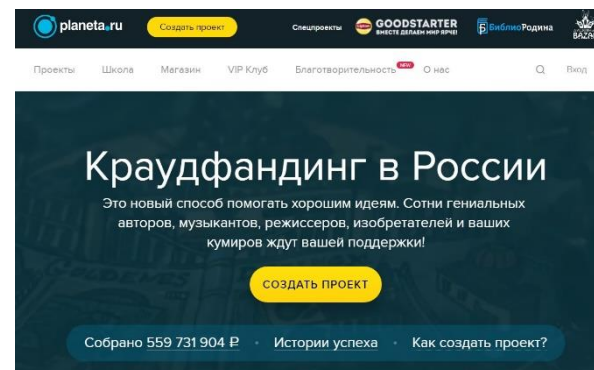 planeta.ru Создать проект Спецпроекты GOODSTARTER БиблиоРодина
ВМЕСТЕ ДЕЛАЕМ МИР ЯРЧЕ! BAZAR
Проекты Школа Магазин VIP Клуб Благотворительность NEW О нас Вход
Краудфандинг в России
Это новый способ помогать хорошим идеям. Сотни гениальных
авторов, музыкантов, режиссеров, изобретателей и ваших
кумиров ждут вашей поддержки!
СОЗДАТЬ ПРОЕКТ
Собрано 559 731 904 ₽ • Истории успеха • Как создать проект?